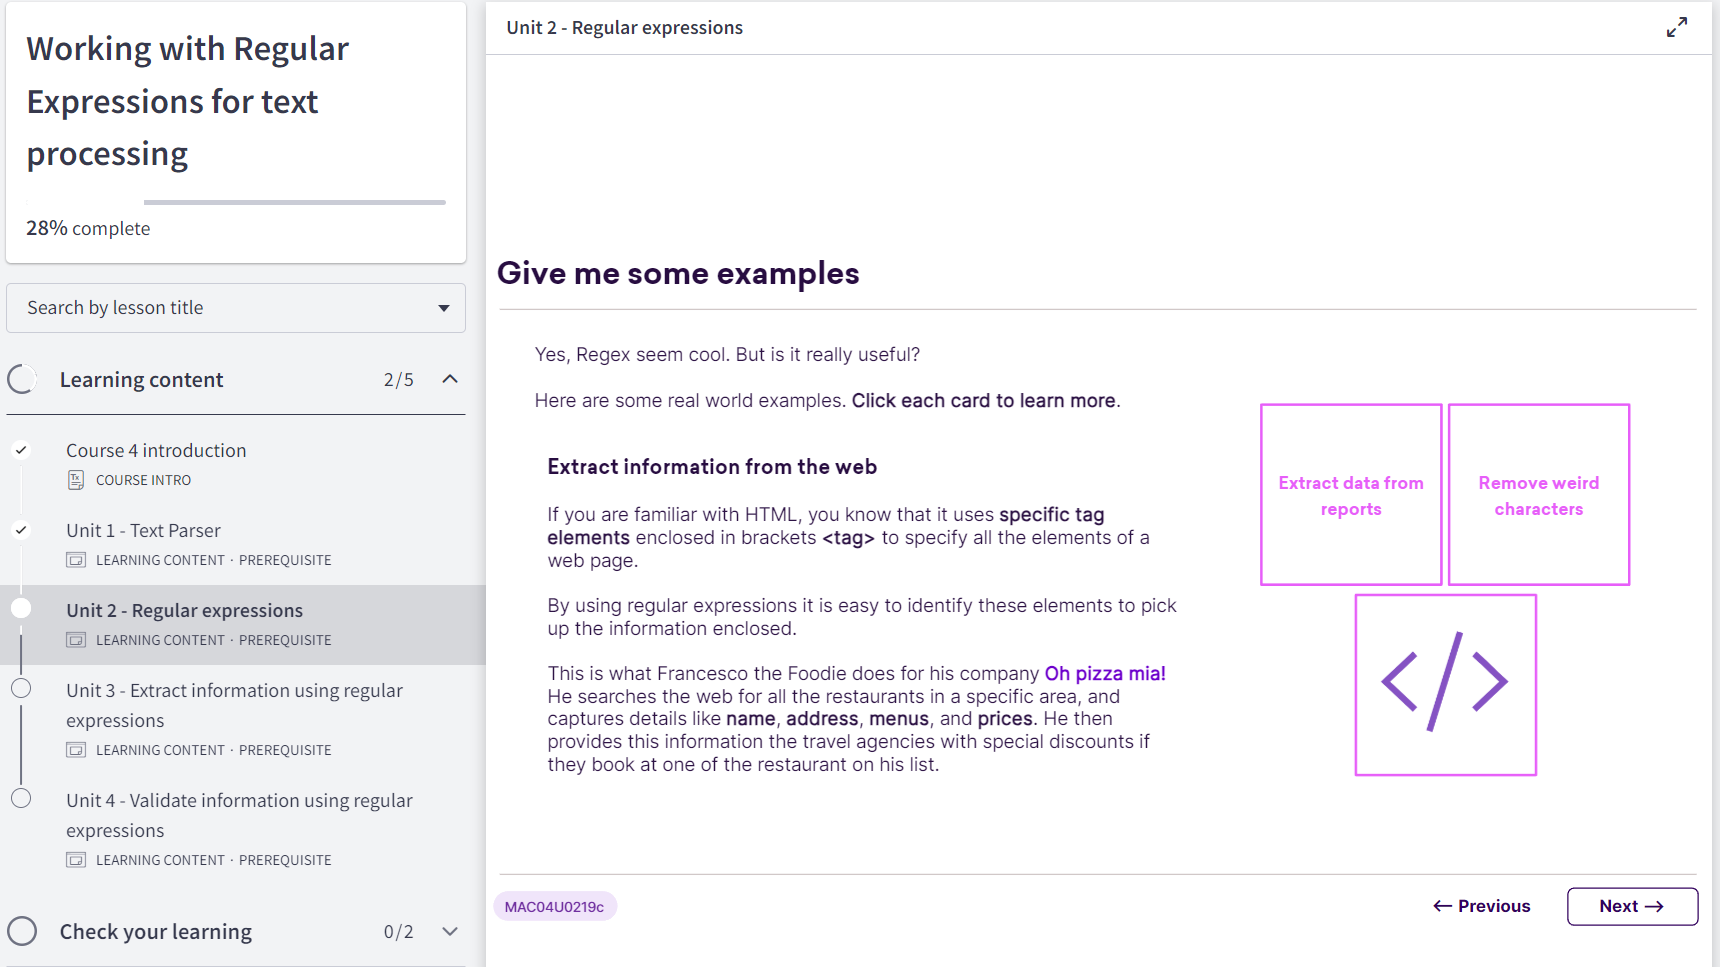 Working with Regular
Expressions for text
processing
28% complete
Search by lesson title
Learning content 2/5
Course 4 introduction
COURSE INTRO
Unit 1 - Text Parser
LEARNING CONTENT · PREREQUISITE
Unit 2 - Regular expressions
LEARNING CONTENT · PREREQUISITE
Unit 3 - Extract information using regular
expressions
LEARNING CONTENT · PREREQUISITE
Unit 4 - Validate information using regular
expressions
LEARNING CONTENT · PREREQUISITE
Check your learning 0/2
Unit 2 - Regular expressions
Give me some examples
Yes, Regex seem cool. But is it really useful?
Here are some real world examples. Click each card to learn more.
Extract information from the web
If you are familiar with HTML, you know that it uses specific tag
elements enclosed in brackets <tag> to specify all the elements of a
web page.
By using regular expressions it is easy to identify these elements to pick
up the information enclosed.
This is what Francesco the Foodie does for his company Oh pizza mia!
He searches the web for all the restaurants in a specific area, and
captures details like name, address, menus, and prices. He then
provides this information the travel agencies with special discounts if
they book at one of the restaurant on his list.
Extract data from
reports
Remove weird
characters
</>
MAC04U0219c
← Previous
Next →